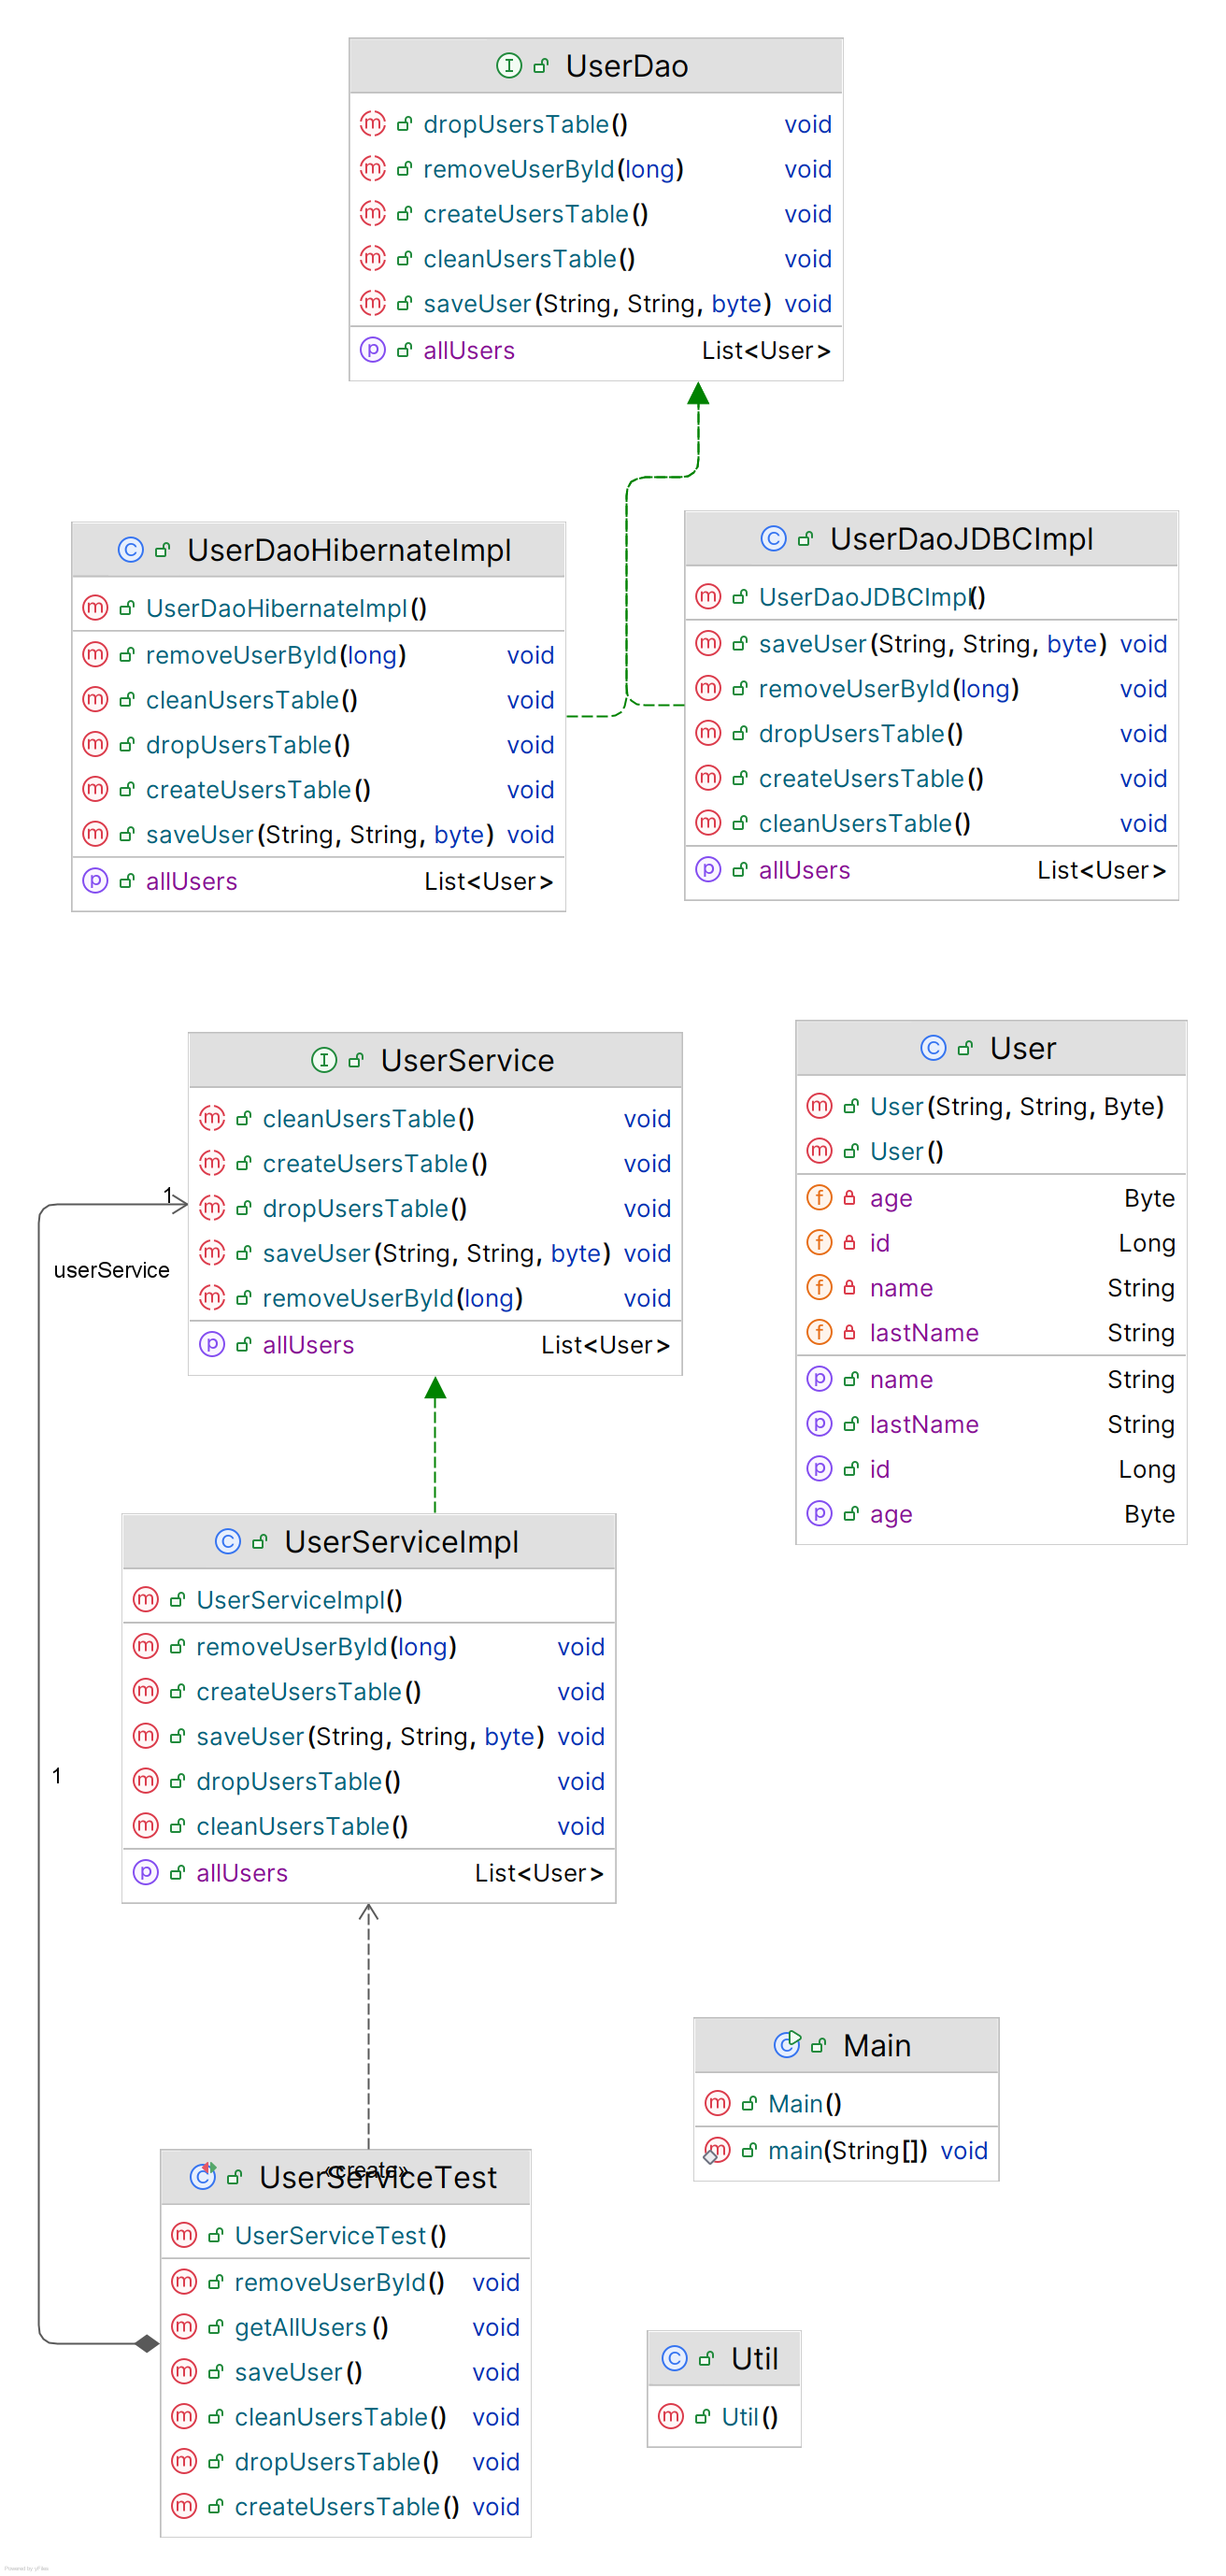 UserDao
dropUsersTable() void
removeUserById(long) void
createUsersTable() void
cleanUsersTable() void
saveUser(String, String, byte) void
allUsers List<User>
UserDaoHibernateImpl
UserDaoHibernateImpl()
removeUserById(long) void
cleanUsersTable() void
dropUsersTable() void
createUsersTable() void
saveUser(String, String, byte) void
allUsers List<User>
UserDaoJDBCImpl
UserDaoJDBCImpl()
saveUser(String, String, byte) void
removeUserById(long) void
dropUsersTable() void
createUsersTable() void
cleanUsersTable() void
allUsers List<User>
UserService
cleanUsersTable() void
createUsersTable() void
dropUsersTable() void
saveUser(String, String, byte) void
removeUserById(long) void
allUsers List<User>
1
userService
1
User
User(String, String, Byte)
User()
age Byte
id Long
name String
lastName String
name String
lastName String
id Long
age Byte
UserServiceImpl
UserServiceImpl()
removeUserById(long) void
createUsersTable() void
saveUser(String, String, byte) void
dropUsersTable() void
cleanUsersTable() void
allUsers List<User>
Main
Main()
main(String[]) void
«create»
UserServiceTest
UserServiceTest()
removeUserById() void
getAllUsers() void
saveUser() void
cleanUsersTable() void
dropUsersTable() void
createUsersTable() void
Util
Util()
Powered by yFiles